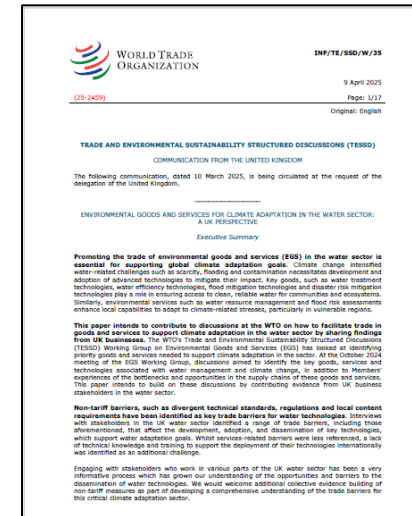 WORLD TRADE
ORGANIZATION
INF/TE/SSD/W/35
9 April 2025
(25-2459)
Page: 1/17
Original: English
TRADE AND ENVIRONMENTAL SUSTAINABILITY STRUCTURED DISCUSSIONS (TESSD)
COMMUNICATION FROM THE UNITED KINGDOM
The following communication, dated 10 March 2025, is being circulated at the request of the
delegation of the United Kingdom.
ENVIRONMENTAL GOODS AND SERVICES FOR CLIMATE ADAPTATION IN THE WATER SECTOR:
A UK PERSPECTIVE
Executive Summary
Promoting the trade of environmental goods and services (EGS) in the water sector is
essential for supporting global climate adaptation goals. Climate change intensified
water-related challenges such as scarcity, flooding and contamination necessitates development and
adoption of advanced technologies to mitigate their impact. Key goods, such as water treatment
technologies, water efficiency technologies, flood mitigation technologies and disaster risk mitigation
technologies play a role in ensuring access to clean, reliable water for communities and ecosystems.
Similarly, environmental services such as water resource management and flood risk assessments
enhance local capabilities to adapt to climate-related stresses, particularly in vulnerable regions.
This paper intends to contribute to discussions at the WTO on how to facilitate trade in
goods and services to support climate adaptation in the water sector by sharing findings
from UK businesses. The WTO's Trade and Environmental Sustainability Structured Discussions
(TESSD) Working Group on Environmental Goods and Services (EGS) has looked at identifying
priority goods and services needed to support climate adaptation in the sector. At the October 2024
meeting of the EGS Working Group, discussions aimed to identify the key goods, services and
technologies associated with water management and climate change, in addition to Members'
experiences of the bottlenecks and opportunities in the supply chains of these goods and services.
This paper intends to build on these discussions by contributing evidence from UK business
stakeholders in the water sector.
Non-tariff barriers, such as divergent technical standards, regulations and local content
requirements have been identified as key trade barriers for water technologies. Interviews
with stakeholders in the UK water sector identified a range of trade barriers, including those
aforementioned, that affect the development, adoption, and dissemination of key technologies,
which support water adaptation goals. Whilst services-related barriers were less referenced, a lack
of technical knowledge and training to support the deployment of their technologies internationally
was identified as an additional challenge.
Engaging with stakeholders who work in various parts of the UK water sector has been a very
informative process which has grown our understanding of the opportunities and barriers to the
dissemination of water technologies. We would welcome additional collective evidence building of
non-tariff measures as part of developing a comprehensive understanding of the trade barriers for
this critical climate adaptation sector.